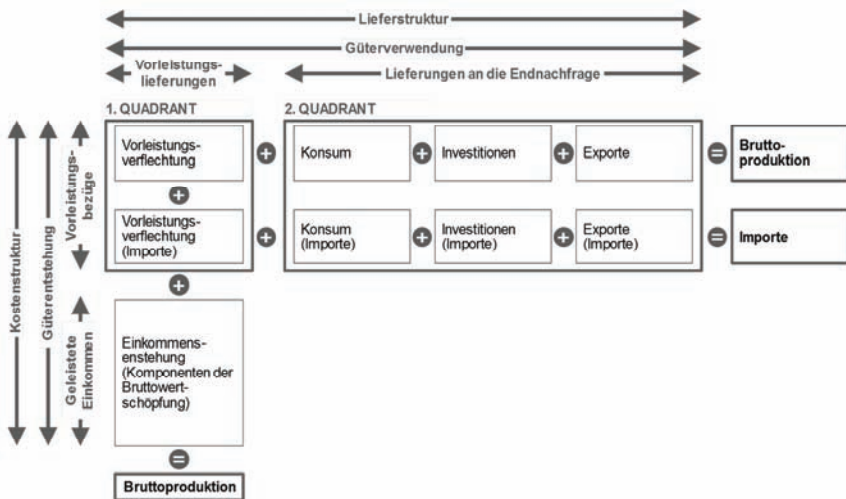 Lieferstruktur
Güterverwendung
Vorleistungs-
lieferungen
Lieferungen an die Endnachfrage
1. QUADRANT
2. QUADRANT
Kostenstruktur
Güterentstehung
Vorleistungs-
bezüge
Vorleistungs-
verflechtung
+
Konsum
+
Investitionen
+
Exporte
=
Brutto-
produktion
+
Vorleistungs-
verflechtung
(Importe)
+
Konsum
(Importe)
+
Investitionen
(Importe)
+
Exporte
(Importe)
=
Importe
+
Geleistete
Einkommen
Einkommens-
enstehung
(Komponenten der
Bruttowert-
schöpfung)
=
Bruttoproduktion